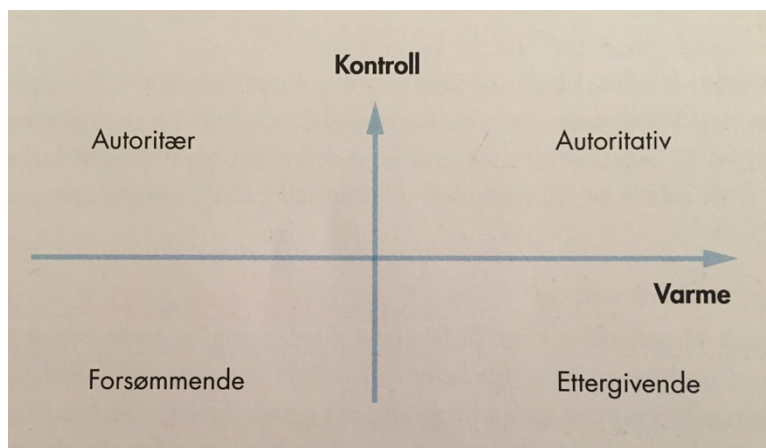 Kontroll
Autoritær
Autoritativ
Varme
Forsømmende
Ettergivende